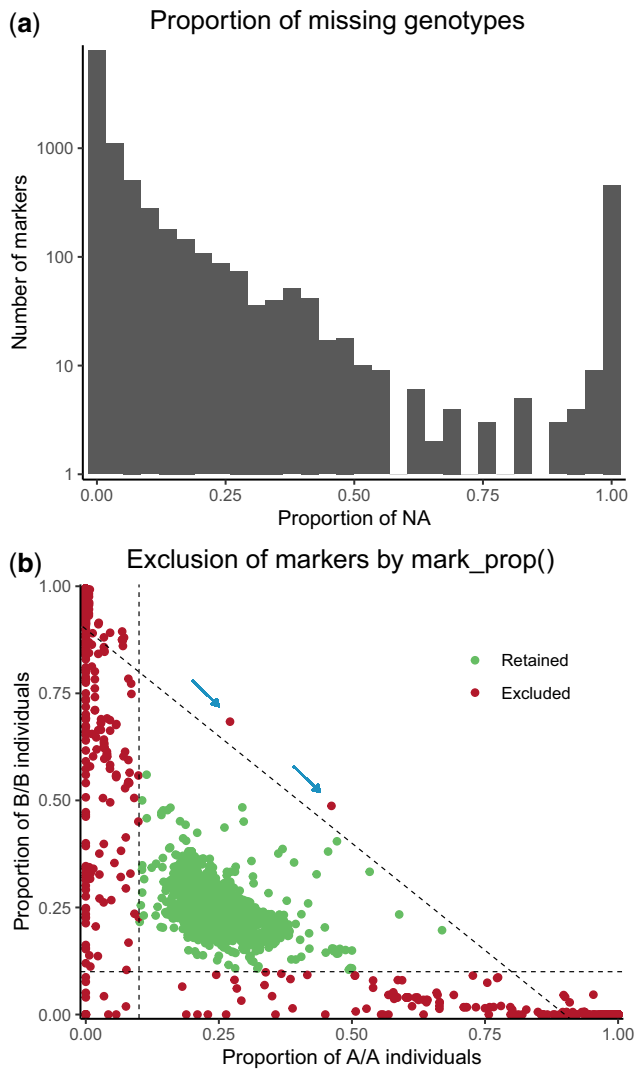 (a) Proportion of missing genotypes
Number of markers
1000
100
10
1
0.00 0.25 0.50 0.75 1.00
Proportion of NA
(b) Exclusion of markers by mark_prop()
Proportion of B/B individuals
1.00
0.75
0.50
0.25
0.00
Retained
Excluded
0.00 0.25 0.50 0.75 1.00
Proportion of A/A individuals